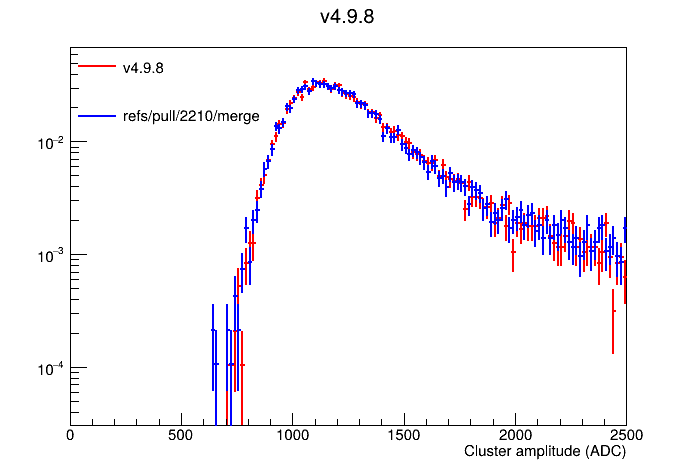 v4.9.8
v4.9.8
refs/pull/2210/merge
10⁻²
10⁻³
10⁻⁴
0 500 1000 1500 2000 2500
Cluster amplitude (ADC)